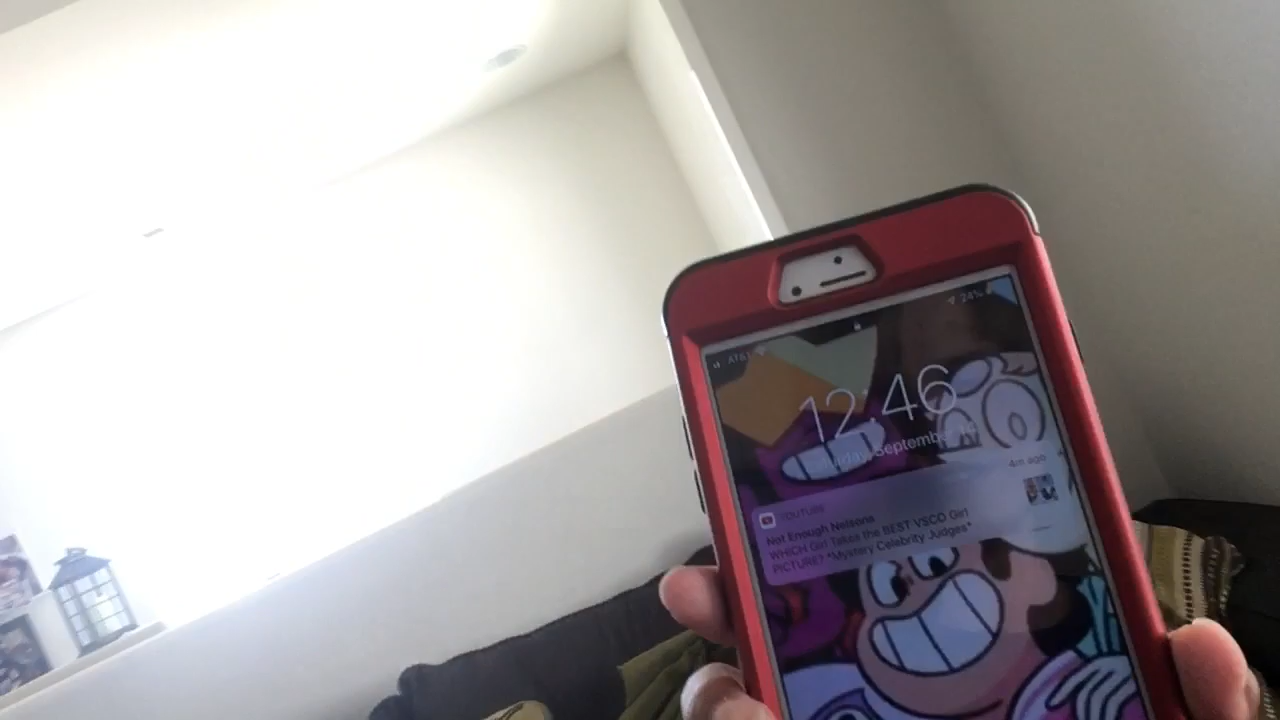 AT&T
24%
12:46
September
4m ago
YOUTUBE
Not Enough Nelsons
WHICH Girl Takes the BEST VSCO Girl
PICTURE? *Mystery Celebrity Judges*